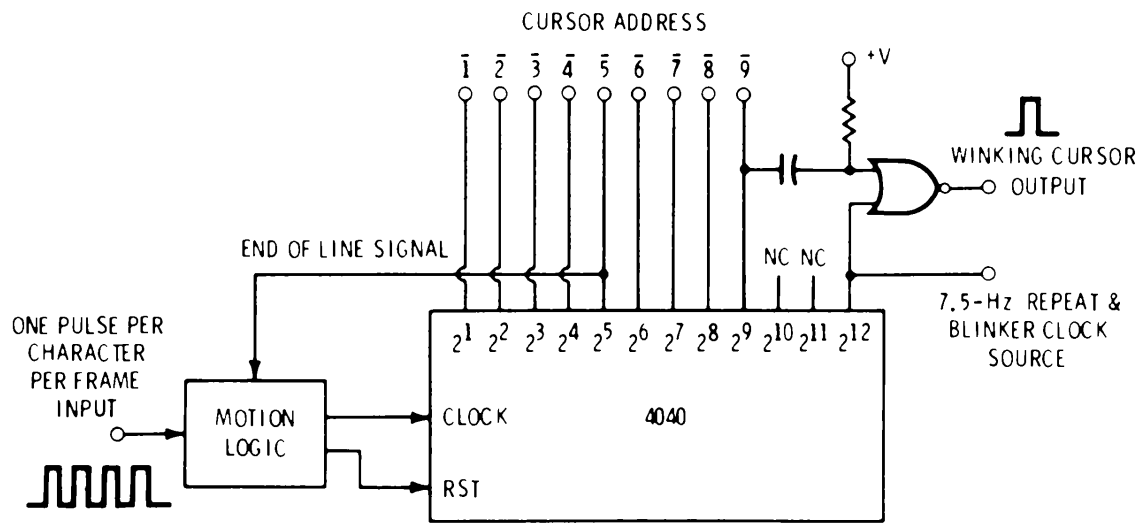 CURSOR ADDRESS
1̅ 2̅ 3̅ 4̅ 5̅ 6̅ 7̅ 8̅ 9̅
+V
WINKING CURSOR
OUTPUT
END OF LINE SIGNAL
NC NC
7.5-Hz REPEAT &
BLINKER CLOCK
SOURCE
2¹ 2² 2³ 2⁴ 2⁵ 2⁶ 2⁷ 2⁸ 2⁹ 2¹⁰ 2¹¹ 2¹²
ONE PULSE PER
CHARACTER
PER FRAME
INPUT
MOTION
LOGIC
CLOCK
4040
RST